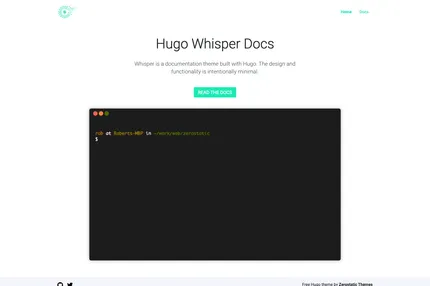 Home Docs
Hugo Whisper Docs
Whisper is a documentation theme built with Hugo. The design and
functionality is intentionally minimal.
READ THE DOCS
rob at Roberts-MBP in
$
Free Hugo theme by Zerostatic Themes